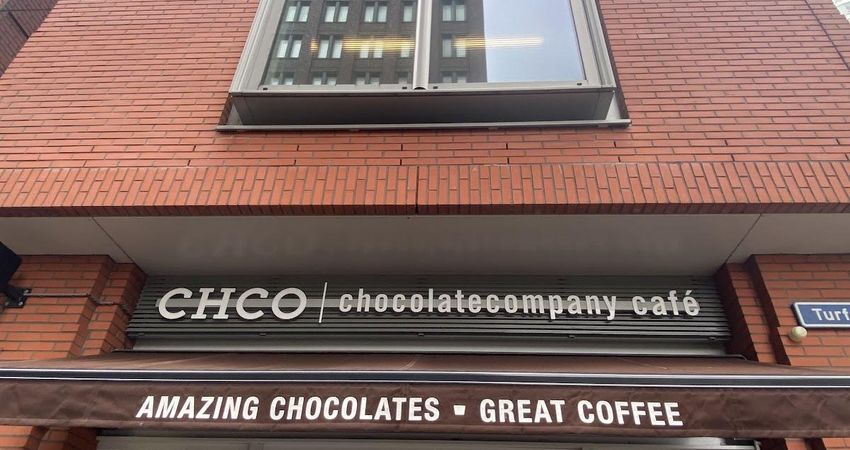 CHCO | chocolatecompany café
AMAZING CHOCOLATES - GREAT COFFEE
Turf